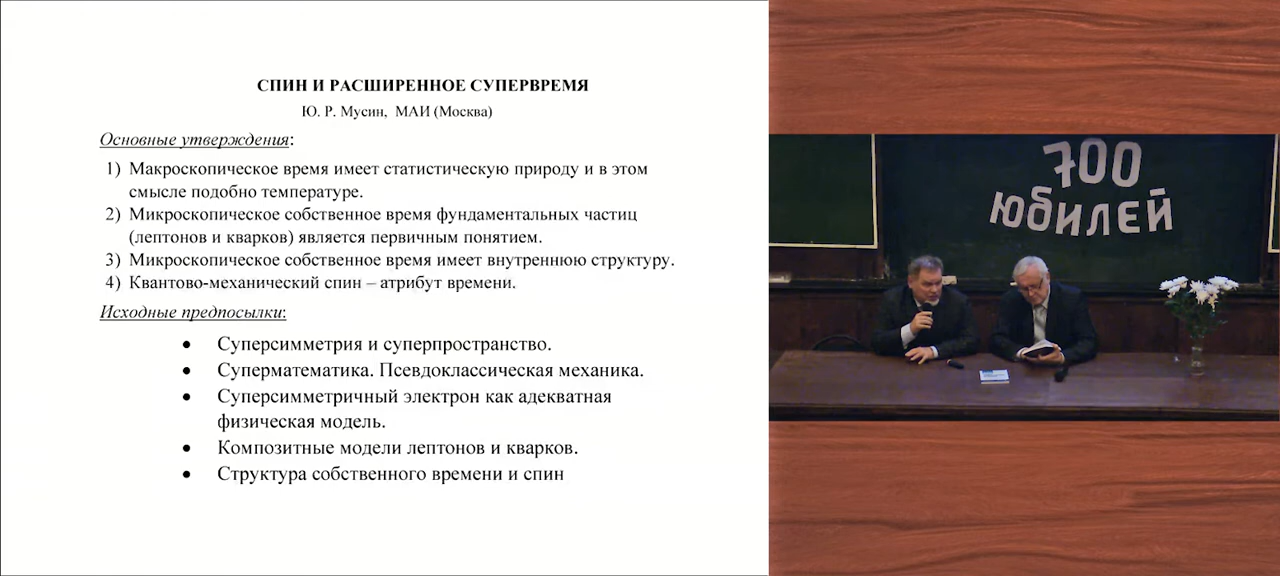 СПИН И РАСШИРЕННОЕ СУПЕРВРЕМЯ
Ю. Р. Мусин, МАИ (Москва)
Основные утверждения:
1) Макроскопическое время имеет статистическую природу и в этом
смысле подобно температуре.
2) Микроскопическое собственное время фундаментальных частиц
(лептонов и кварков) является первичным понятием.
3) Микроскопическое собственное время имеет внутреннюю структуру.
4) Квантово-механический спин – атрибут времени.
Исходные предпосылки:
• Суперсимметрия и суперпространство.
• Суперматематика. Псевдоклассическая механика.
• Суперсимметричный электрон как адекватная
физическая модель.
• Композитные модели лептонов и кварков.
• Структура собственного времени и спин
700
ЮБИЛЕЙ